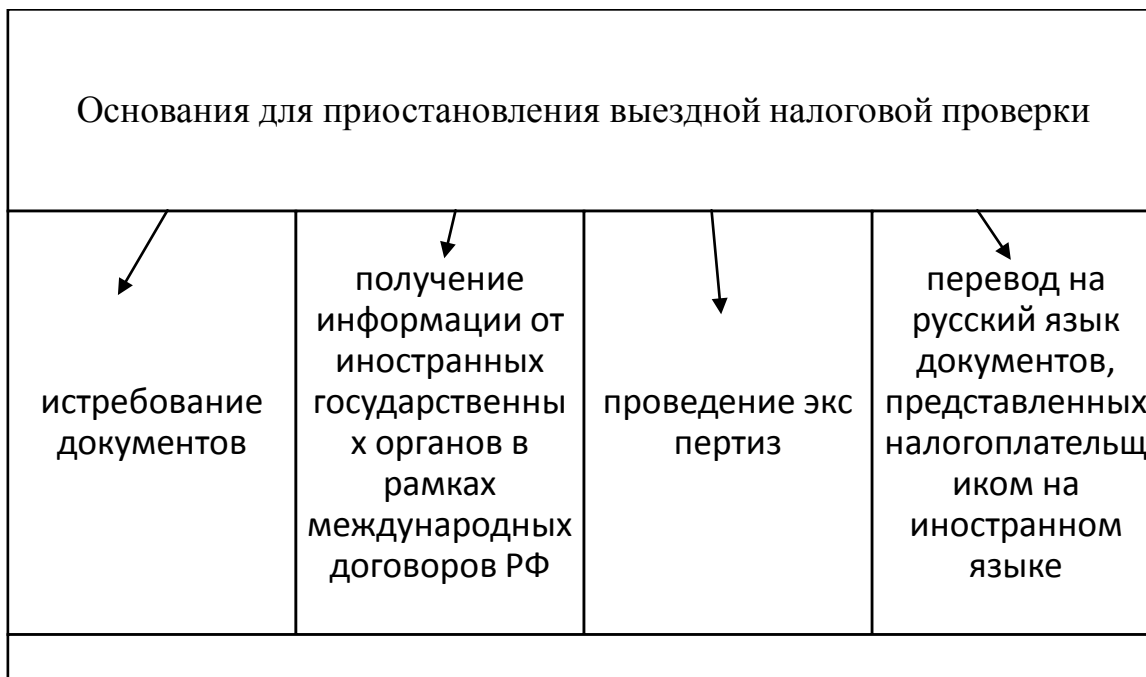 Основания для приостановления выездной налоговой проверки
истребование
документов
получение
информации от
иностранных
государственны
х органов в
рамках
международных
договоров РФ
проведение экс
пертиз
перевод на
русский язык
документов,
представленных
налогоплательщ
иком на
иностранном
языке